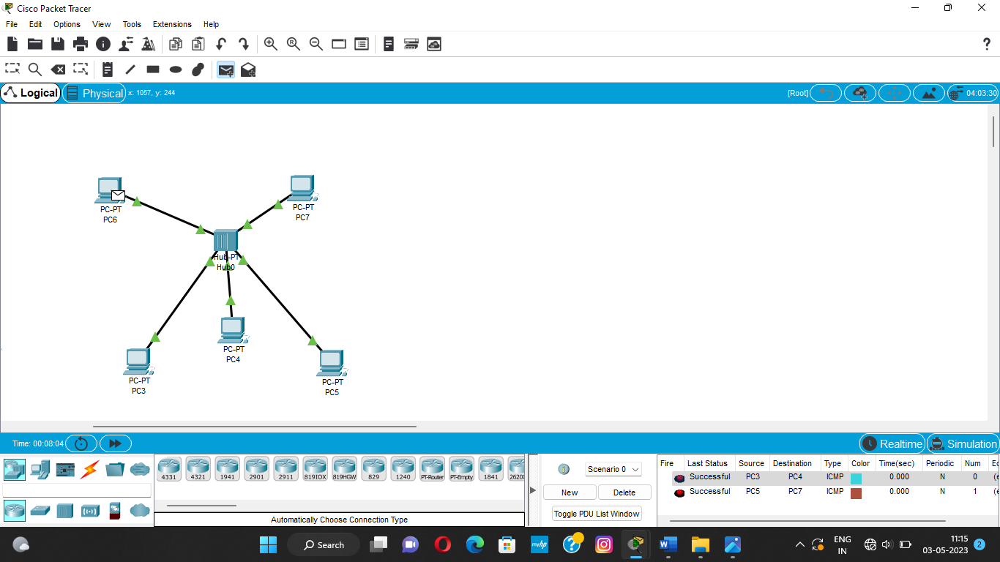 Cisco Packet Tracer
File Edit Options View Tools Extensions Help
Logical Physical x: 1057, y: 244 [Root] 04:03:30
PC-PT
PC6
PC-PT
PC7
Hub-PT
Hub0
PC-PT
PC4
PC-PT
PC3
PC-PT
PC5
Time: 00:08:04 Realtime Simulation
4331 4321 1941 2901 2911 819IOX 819HGW 829 1240 PT-Router PT-Empty 1841 2620X
Automatically Choose Connection Type
Scenario 0
New Delete
Toggle PDU List Window
Fire Last Status Source Destination Type Color Time(sec) Periodic Num Ec
Successful PC3 PC4 ICMP 0.000 N 0 (e
Successful PC5 PC7 ICMP 0.000 N 1 (e
Search
myhp
ENG
IN
11:15
03-05-2023
2